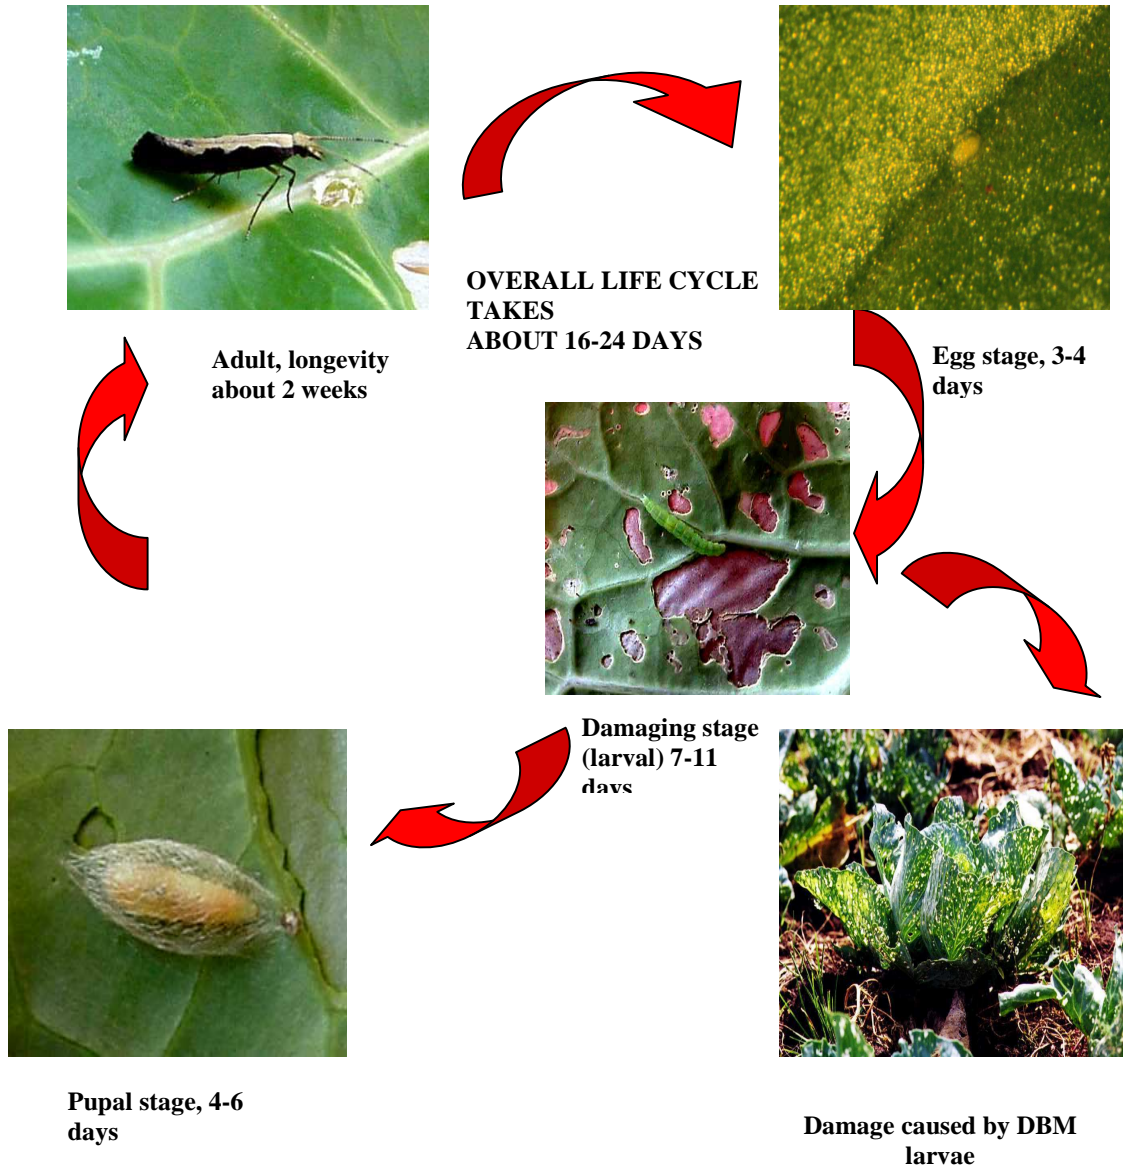 OVERALL LIFE CYCLE
TAKES
ABOUT 16-24 DAYS
Adult, longevity
about 2 weeks
Egg stage, 3-4
days
Damaging stage
(larval) 7-11
days
Pupal stage, 4-6
days
Damage caused by DBM
larvae